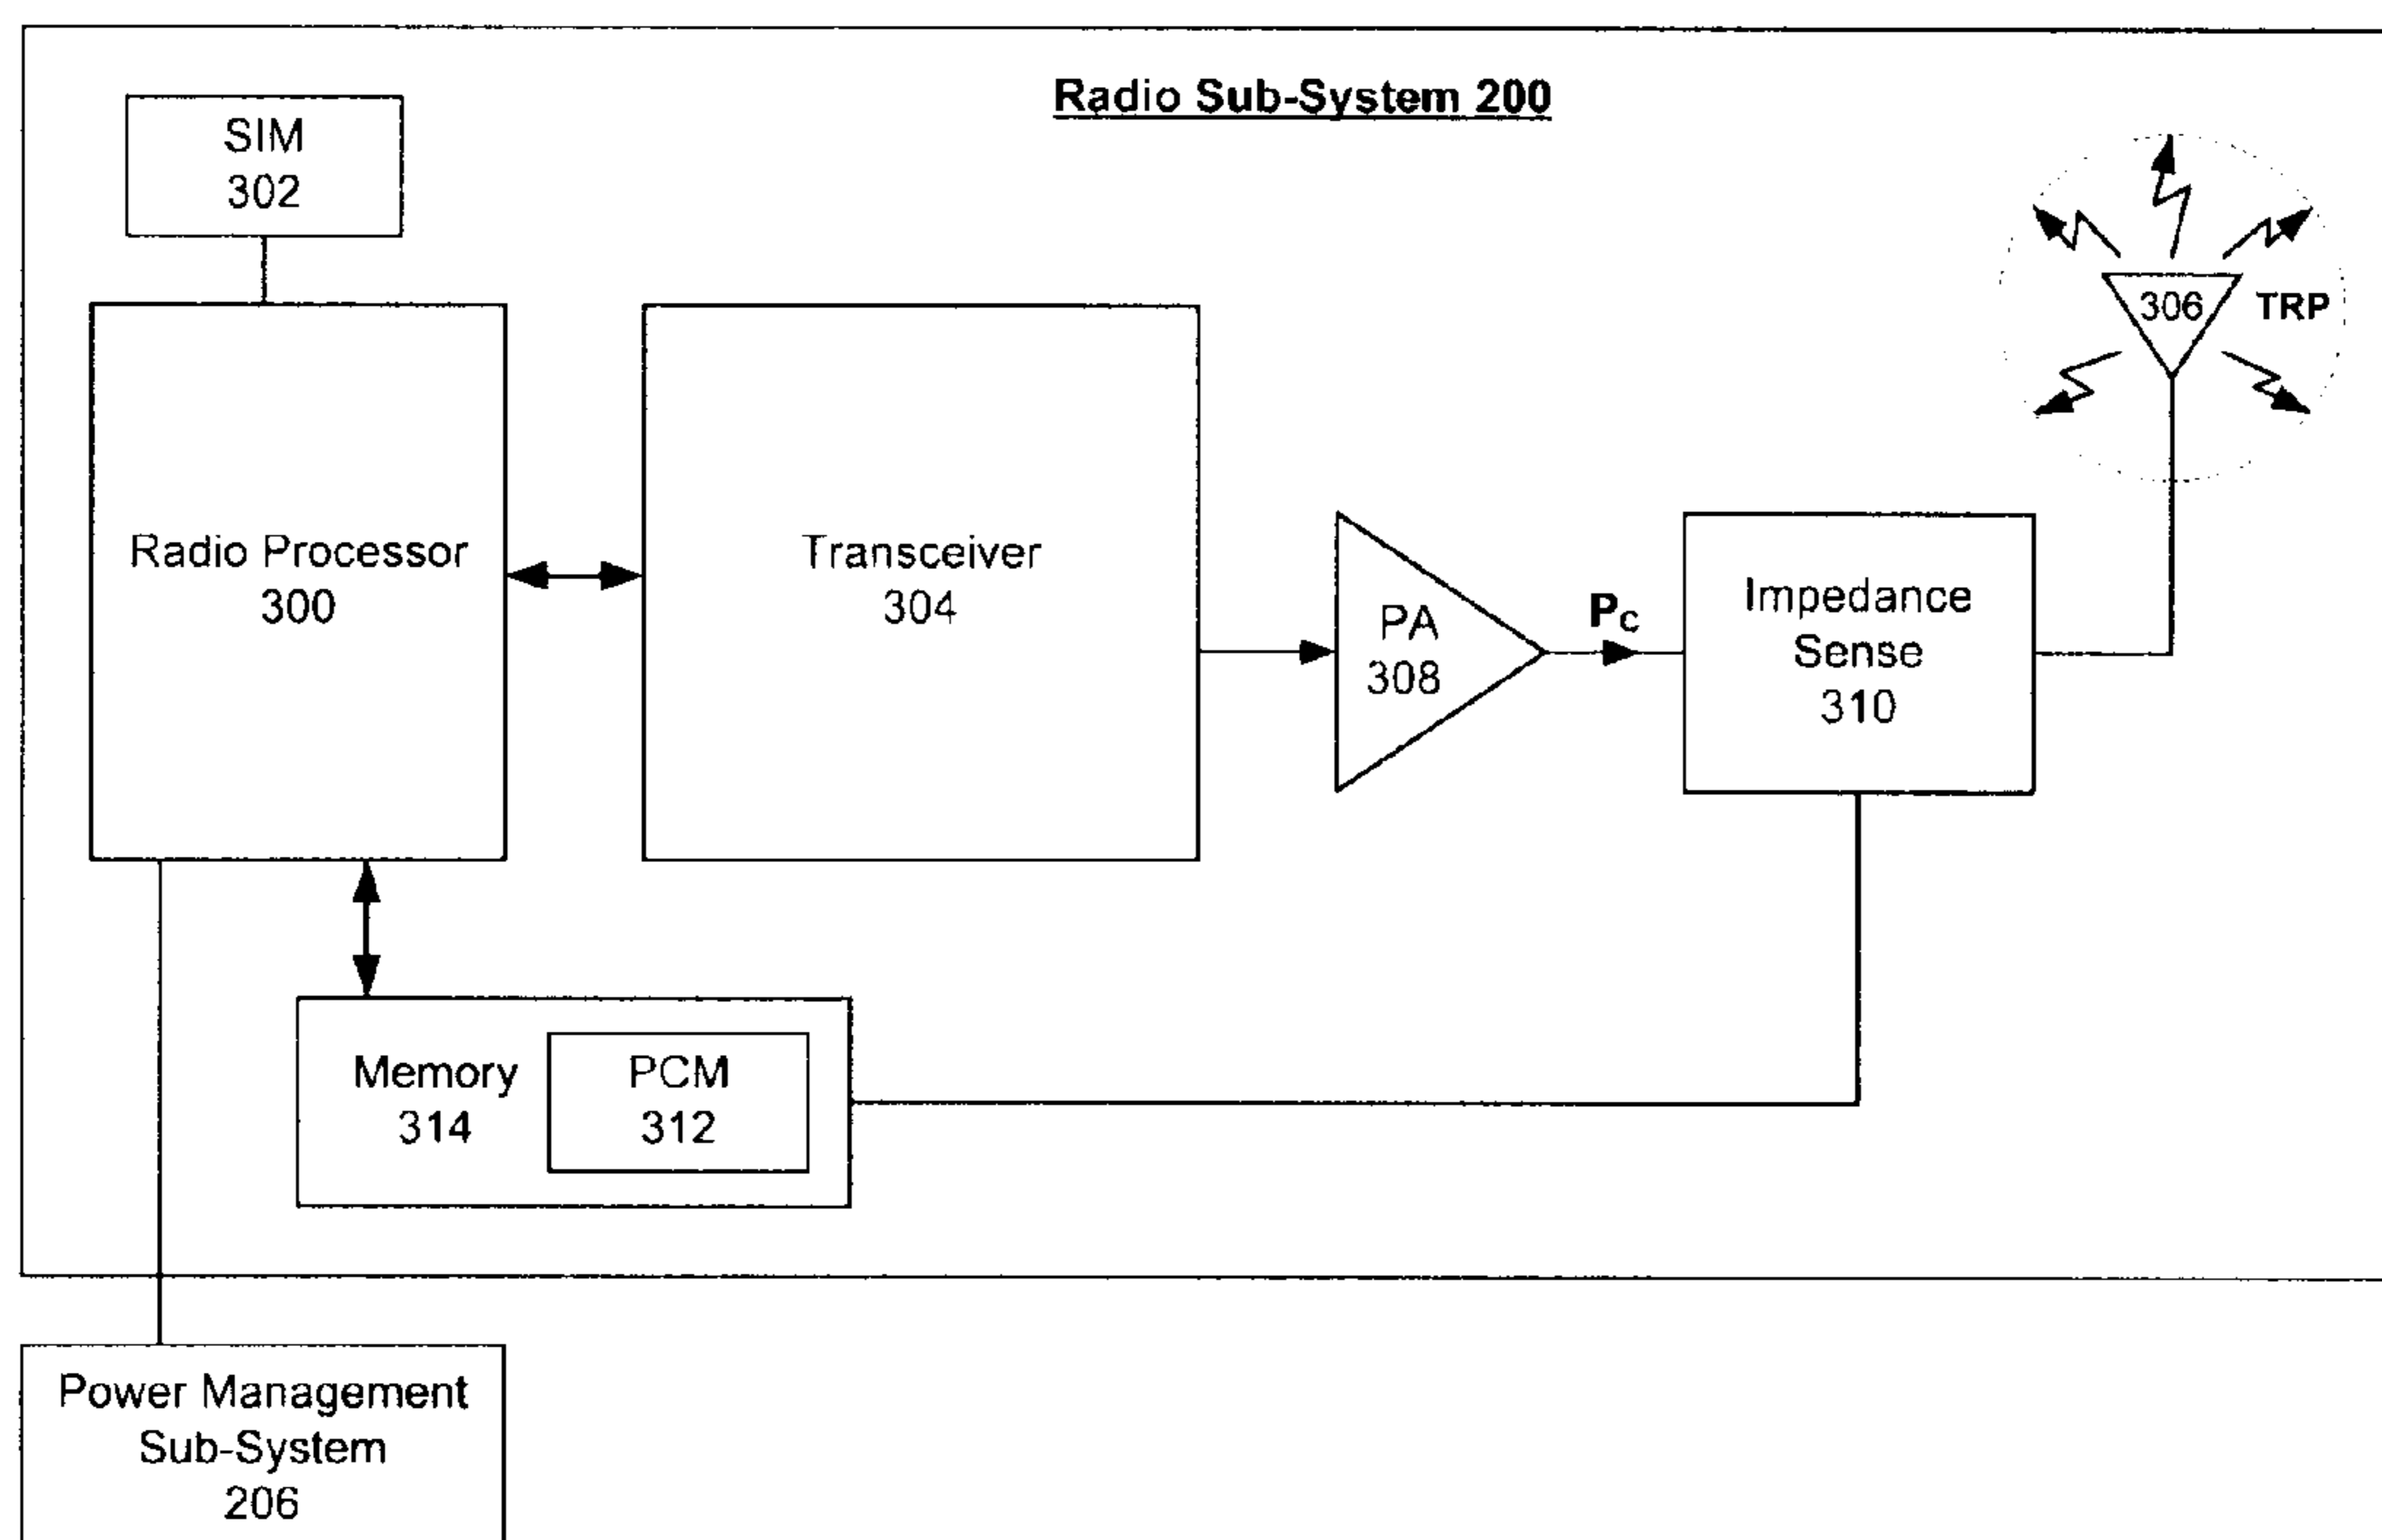 Radio Sub-System 200
SIM
302
306
TRP
Radio Processor
300
Transceiver
304
PA
308
Pc
Impedance
Sense
310
Memory
314
PCM
312
Power Management
Sub-System
206